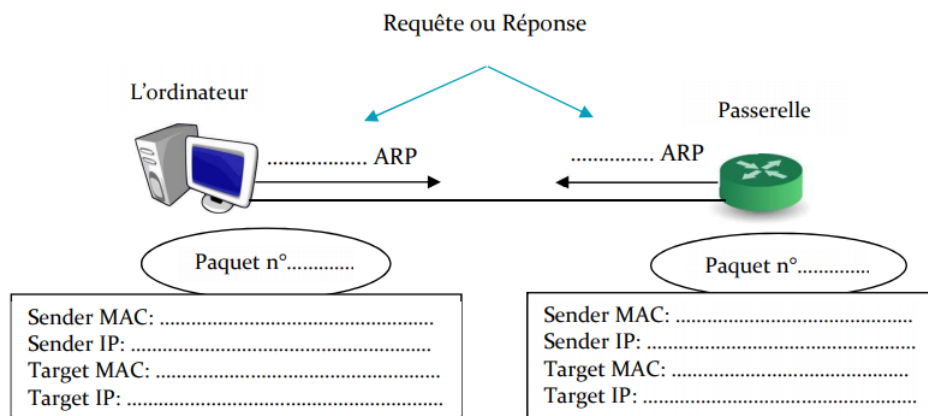 Requête ou Réponse
L'ordinateur
Passerelle
................. ARP
.............. ARP
Paquet n°.............
Paquet n°..............
Sender MAC: ....................................................
Sender IP: .........................................................
Target MAC: ......................................................
Target IP: ............................................................
Sender MAC: .............................................
Sender IP: .................................................
Target MAC: ..............................................
Target IP: ....................................................